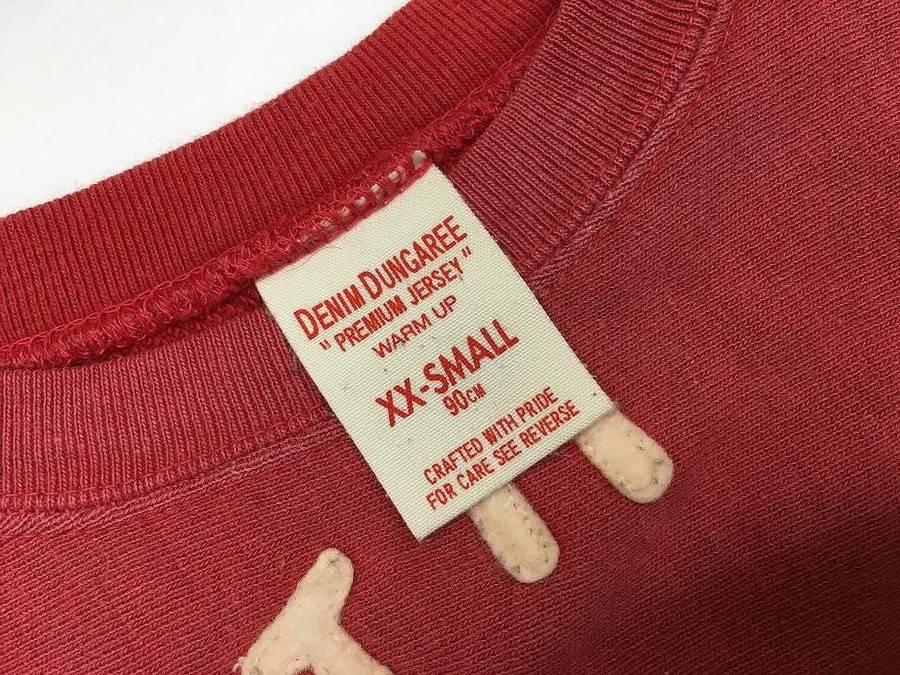 DENIM DUNGAREE
"PREMIUM JERSEY"
WARM UP
XX-SMALL
90CM
CRAFTED WITH PRIDE
FOR CARE SEE REVERSE